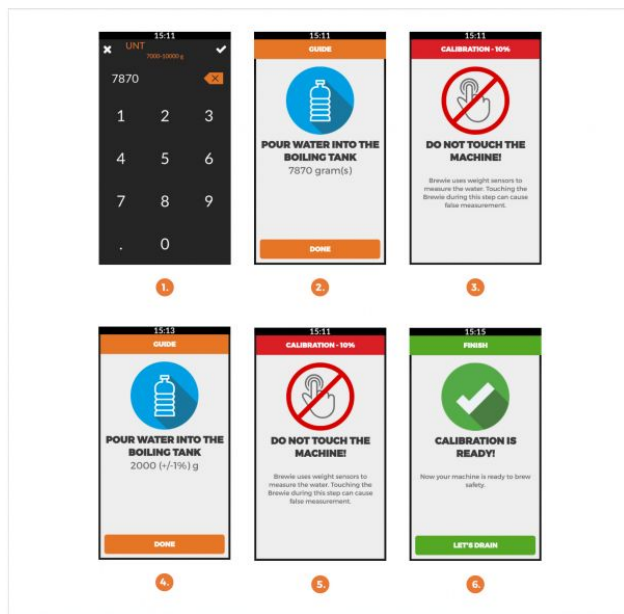 15:11
UNT
7000-10000 g
7870
1 2 3
4 5 6
7 8 9
. 0
1.
15:11
GUIDE
POUR WATER INTO THE
BOILING TANK
7870 gram(s)
DONE
2.
15:11
CALIBRATION - 10%
DO NOT TOUCH THE
MACHINE!
Brewie uses weight sensors to
measure the water. Touching the
Brewie during this step can cause
false measurement.
3.
15:13
GUIDE
POUR WATER INTO THE
BOILING TANK
2000 (+/-1%) g
DONE
4.
15:11
CALIBRATION - 10%
DO NOT TOUCH THE
MACHINE!
Brewie uses weight sensors to
measure the water. Touching the
Brewie during this step can cause
false measurement.
5.
15:15
FINISH
CALIBRATION IS
READY!
Now your machine is ready to brew
safety.
LET'S DRAIN
6.